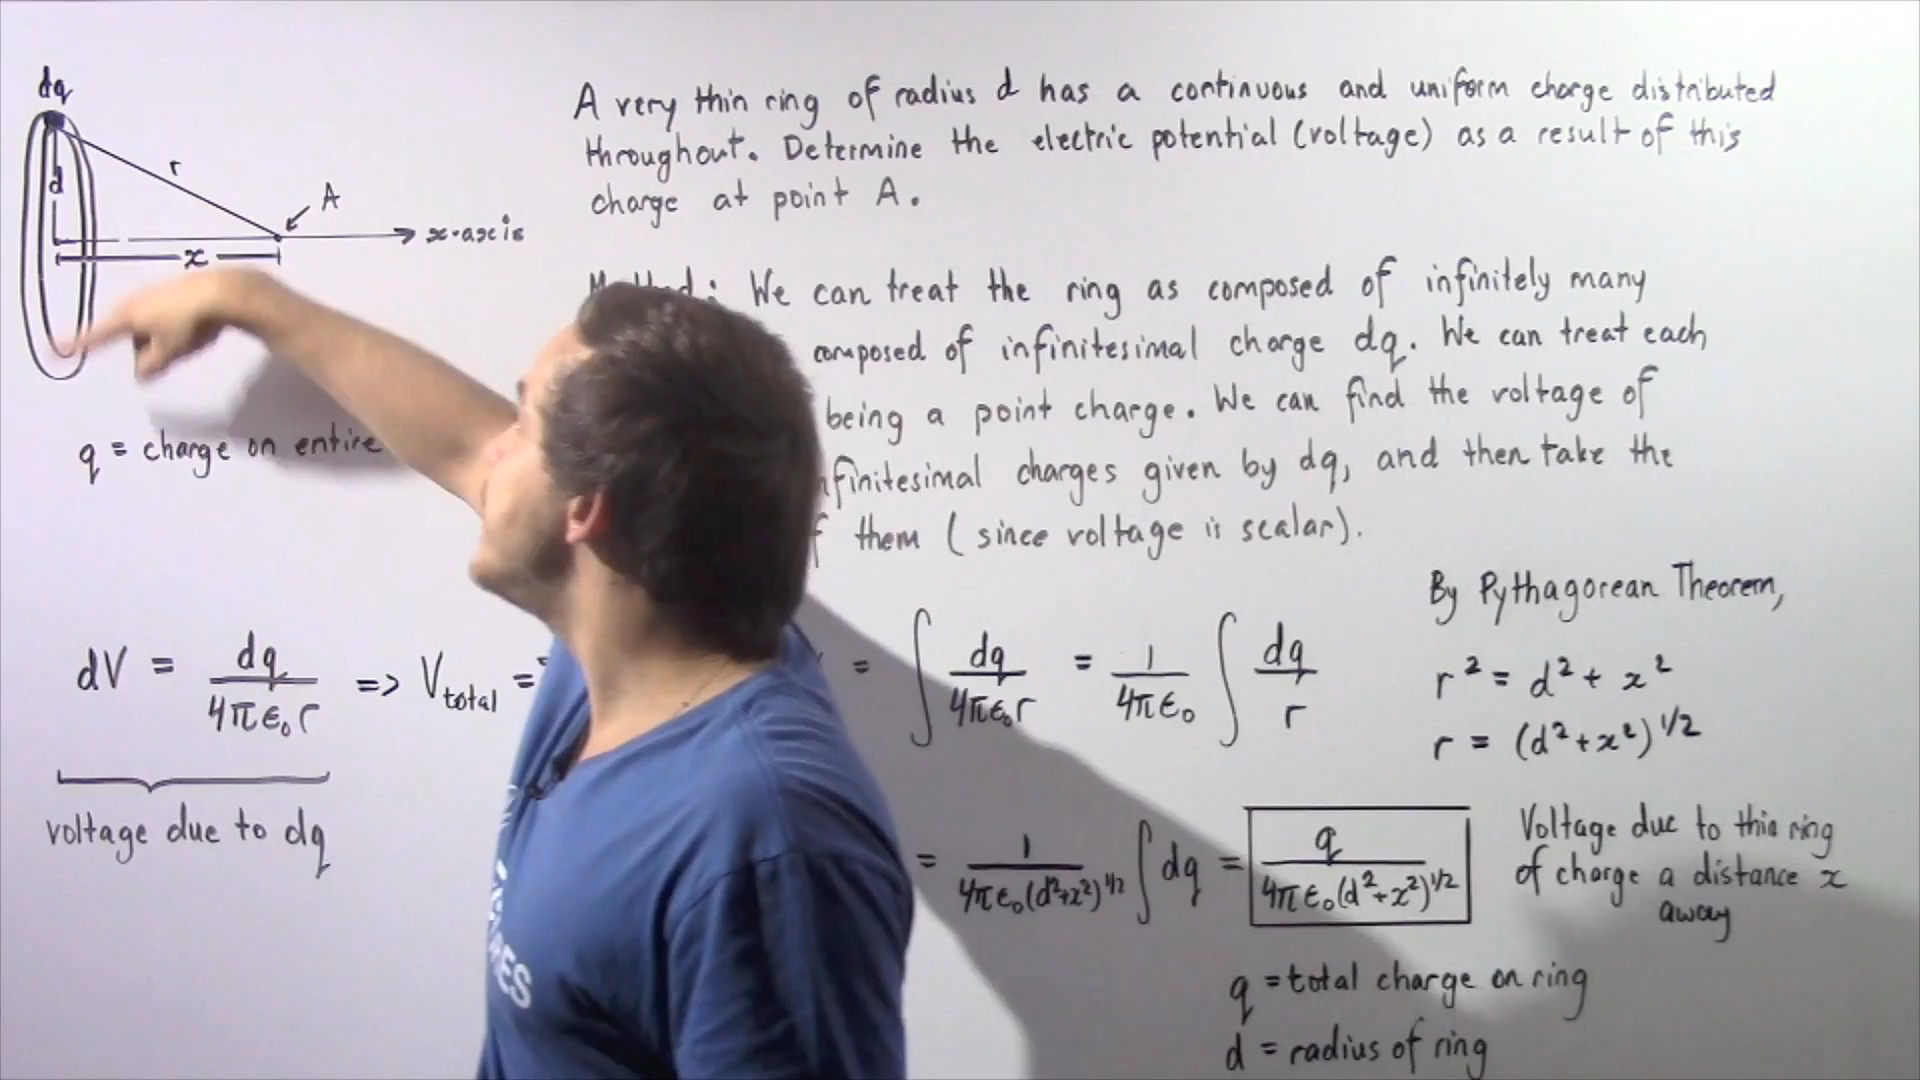 dq
d
r
A
x-axis
x
q = charge on entire
A very thin ring of radius d has a continuous and uniform charge distributed
throughout. Determine the electric potential (voltage) as a result of this
charge at point A.
: We can treat the ring as composed of infinitely many
composed of infinitesimal charge dq. We can treat each
being a point charge. We can find the voltage of
charges given by dq, and then take the
them (since voltage is scalar).
dV = dq/4πε₀r => V total =
= ∫ dq/4πε₀r = 1/4πε₀ ∫ dq/r
voltage due to dq
By Pythagorean Theorem,
r² = d² + x²
r = (d²+x²)^1/2
= 1/4πε₀(d²+x²)^1/2 ∫ dq = q/4πε₀(d²+x²)^1/2
Voltage due to this ring
of charge a distance x
away
q = total charge on ring
d = radius of ring